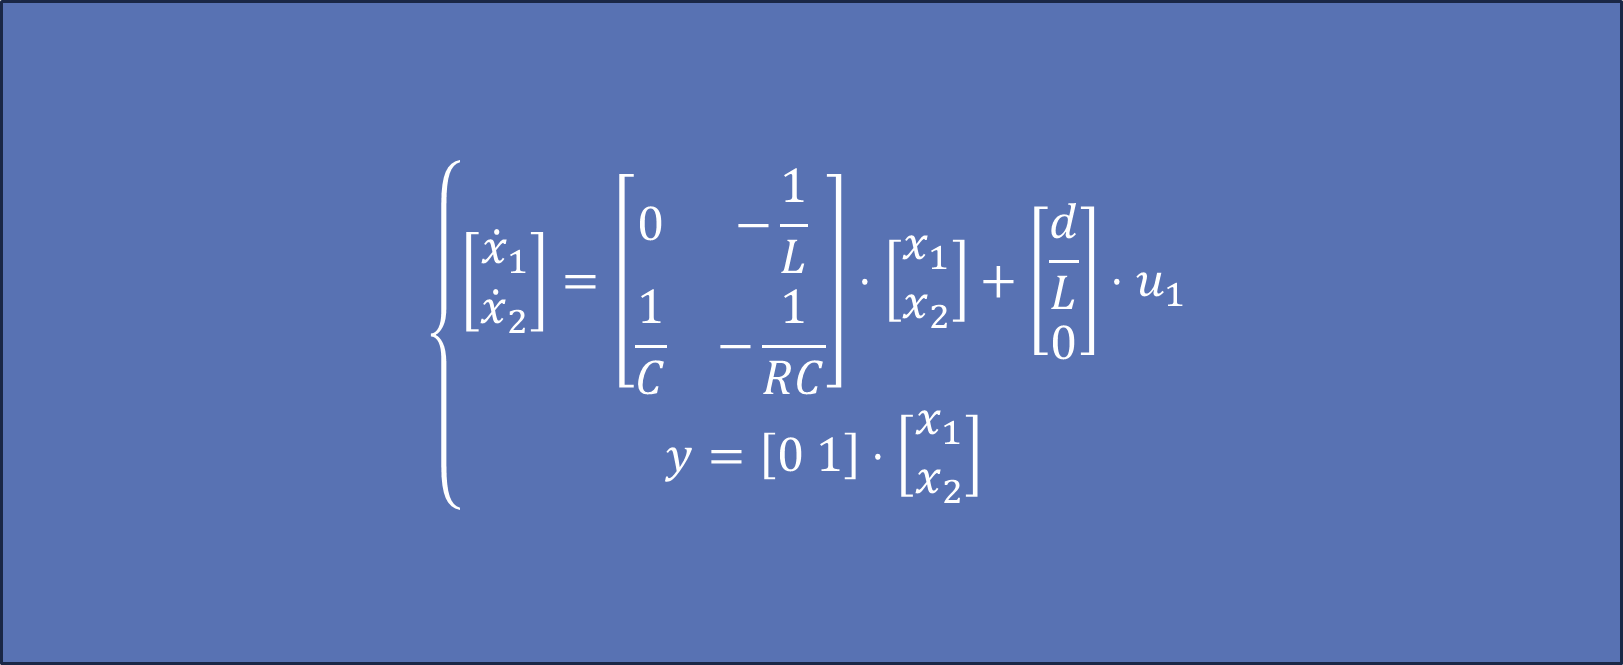 [ẋ₁ ẋ₂] = [0 −1/L 1/C −1/RC] · [x₁ x₂] + [d/L 0] · u₁
y = [0 1] · [x₁ x₂]